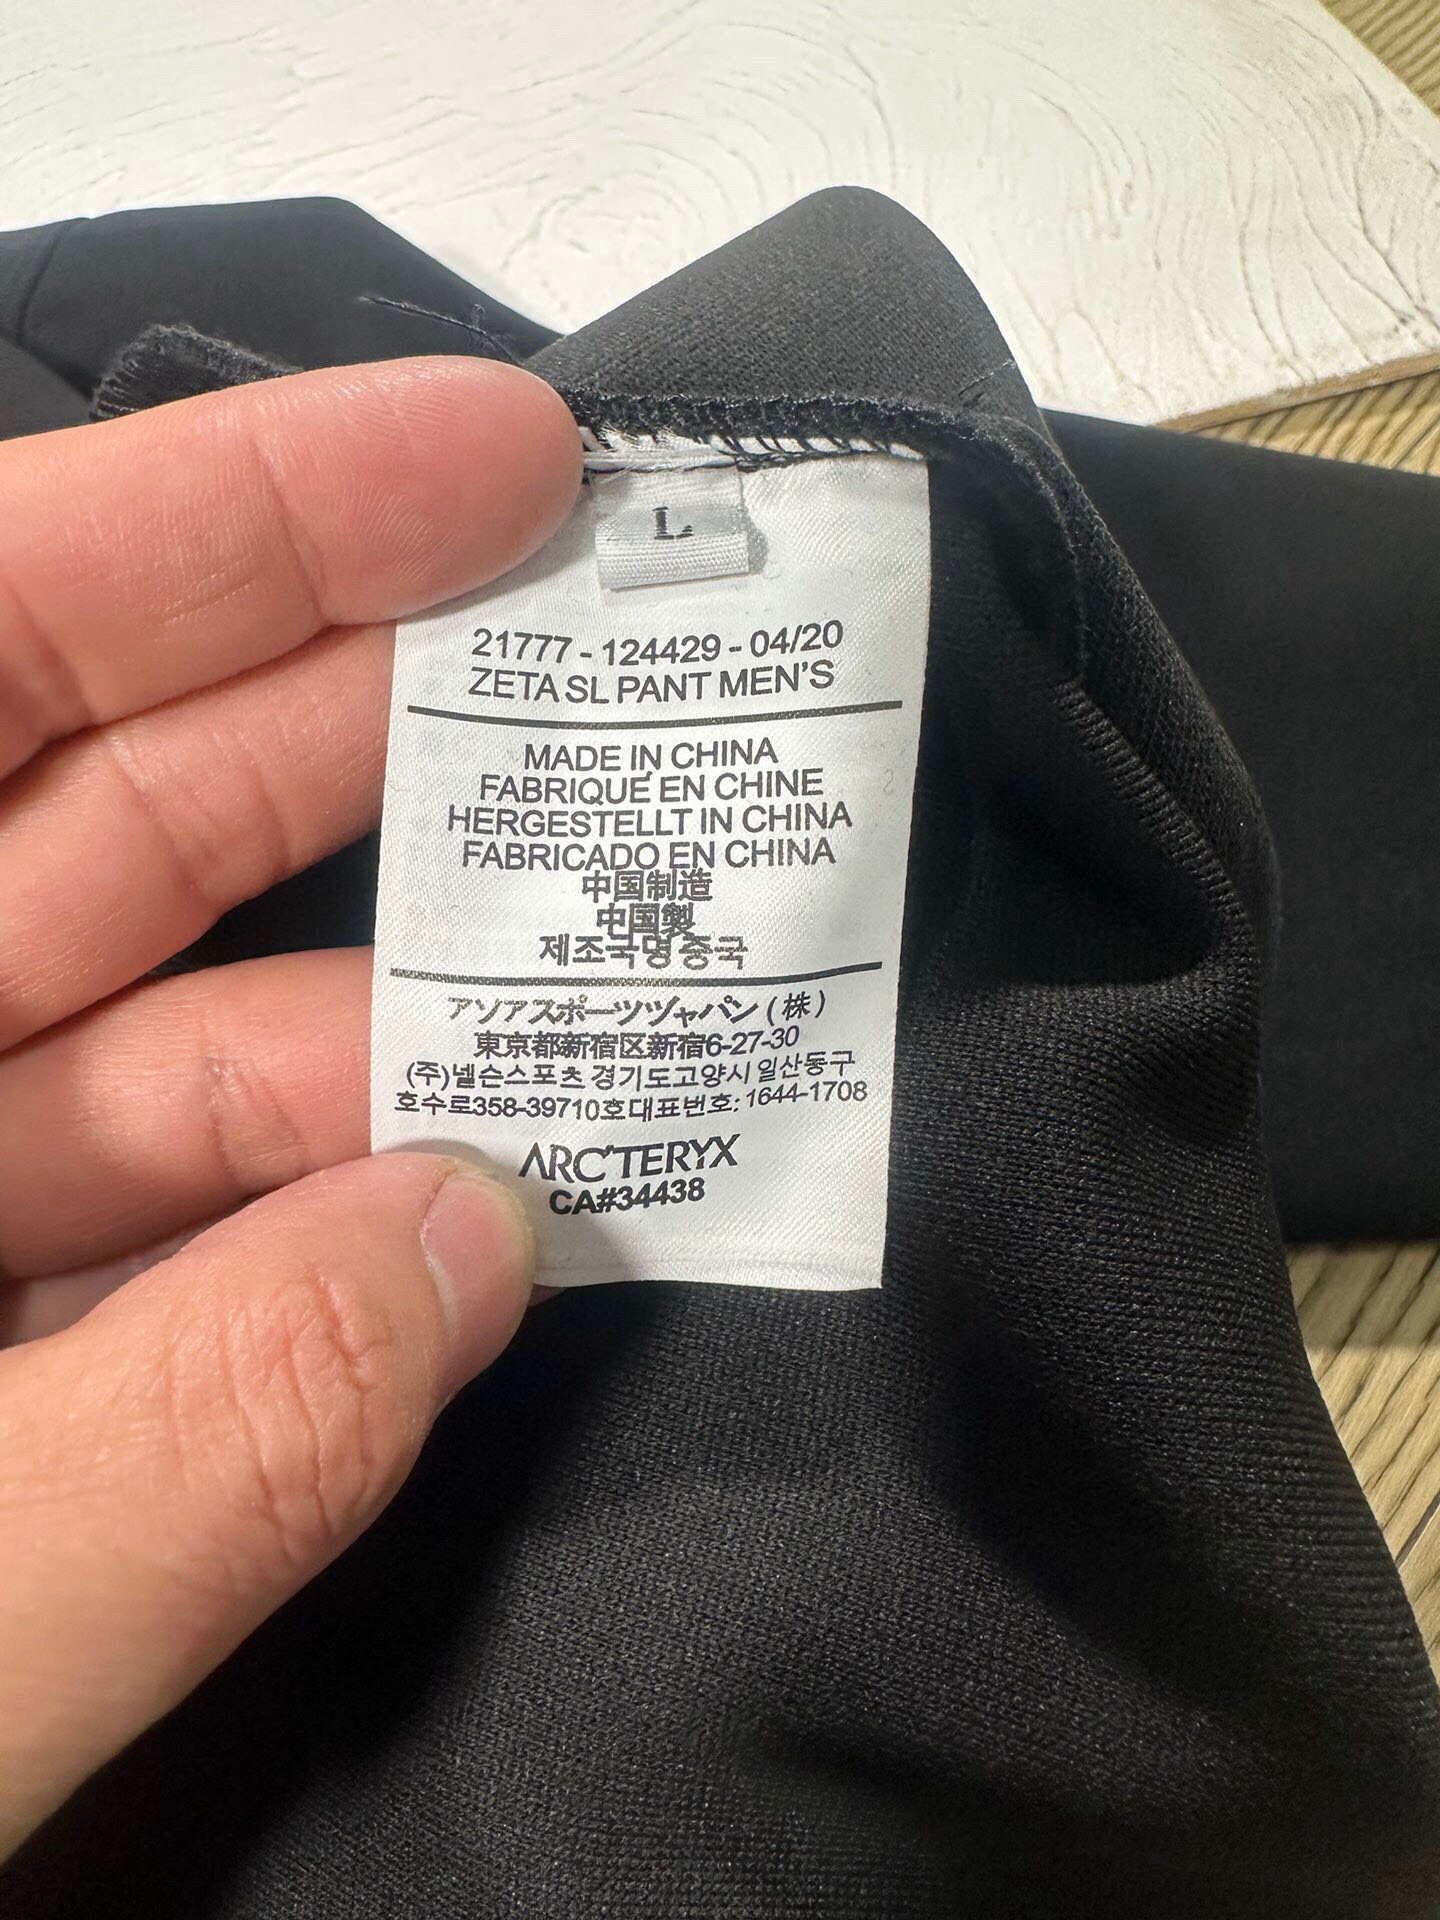 L
21777 - 124429 - 04/20
ZETA SL PANT MEN'S
MADE IN CHINA
FABRIQUÉ EN CHINE
HERGESTELLT IN CHINA
FABRICADO EN CHINA
中国制造
中国製
제조국명 중국
アソアスポーツヅャパン (株)
東京都新宿区新宿6-27-30
(주)넬슨스포츠 경기도고양시 일산동구
호수로358-39710호대표번호: 1644-1708
ARC'TERYX
CA#34438